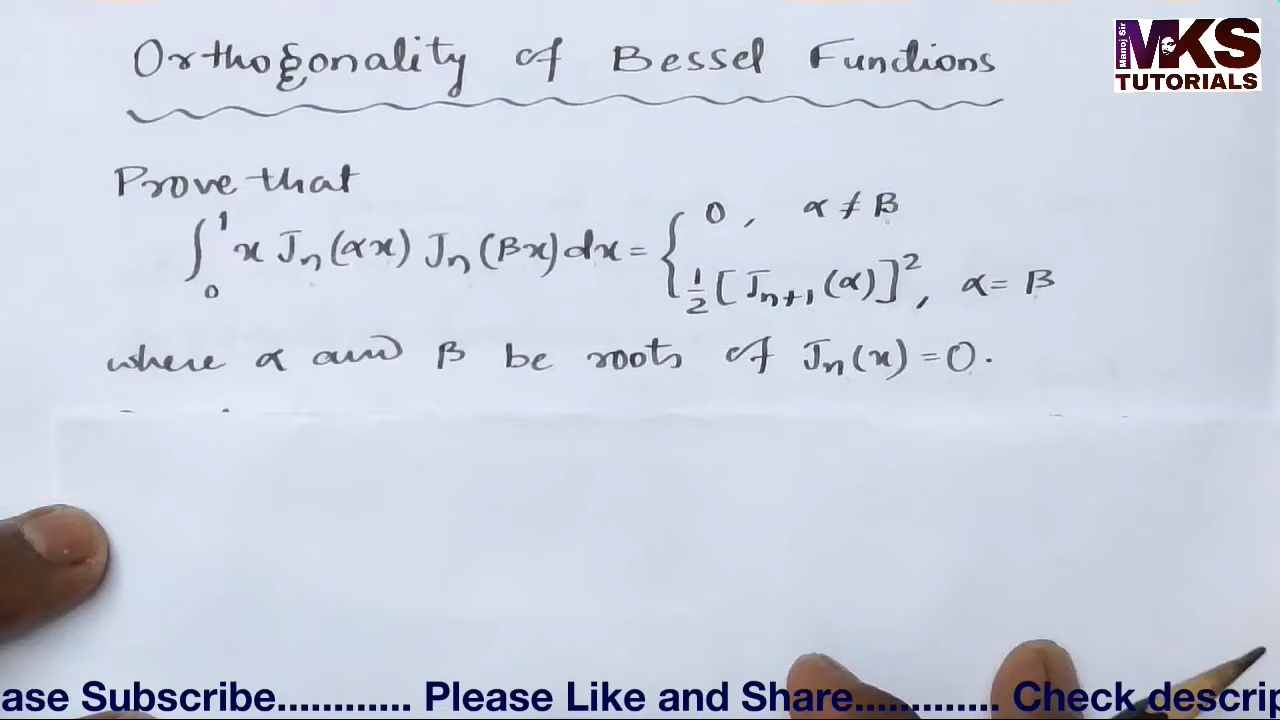 Orthogonality of Bessel Functions
Manoj Sir
MKS
TUTORIALS
Prove that
∫₀¹ x Jₙ(αx) Jₙ(βx) dx = { 0, α ≠ β
½ [Jₙ₊₁(α)]², α = β
where α and β be roots of Jₙ(x) = 0.
ase Subscribe............ Please Like and Share............ Check descrip